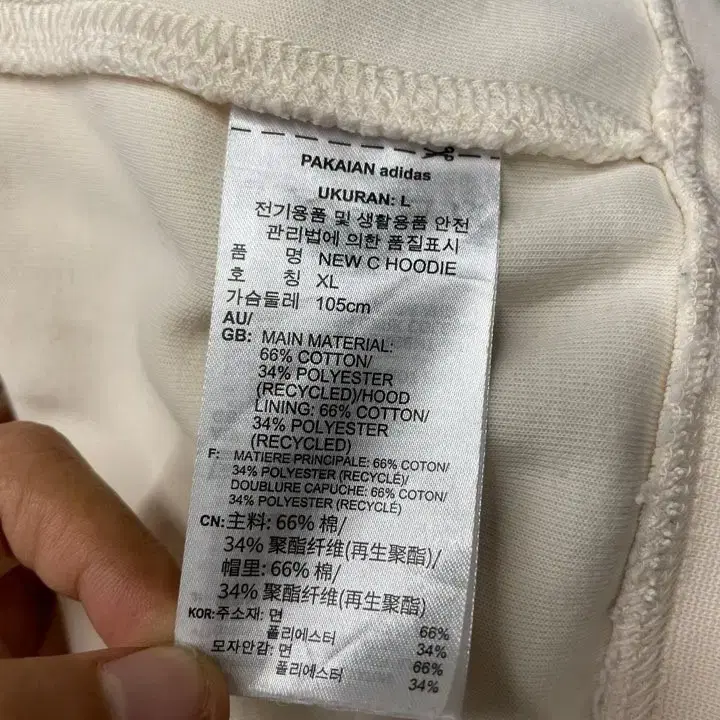 PAKAIAN adidas
UKURAN: L
전기용품 및 생활용품 안전
관리법에 의한 품질표시
품 명 NEW C HOODIE
호 칭 XL
가슴둘레 105cm
AU/
GB: MAIN MATERIAL:
66% COTTON/
34% POLYESTER
(RECYCLED)/HOOD
LINING: 66% COTTON/
34% POLYESTER
(RECYCLED)
F: MATIERE PRINCIPALE: 66% COTON/
34% POLYESTER (RECYCLÉ)/
DOUBLURE CAPUCHE: 66% COTON/
34% POLYESTER (RECYCLÉ)
CN: 主料: 66% 棉/
34% 聚酯纤维(再生聚酯)/
帽里: 66% 棉/
34% 聚酯纤维(再生聚酯)
KOR: 주소재: 면 66%
폴리에스터 34%
모자안감: 면 66%
폴리에스터 34%